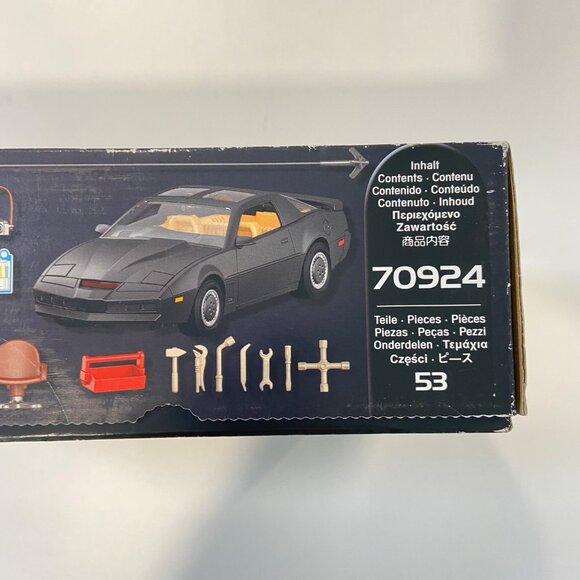 Inhalt
Contents · Contenu
Contenido · Conteúdo
Contenuto · Inhoud
Περιεχόμενο
Zawartość
商品内容
70924
Teile · Pieces · Pièces
Piezas · Peças · Pezzi
Onderdelen · Τεμάχια
Części · ピース
53